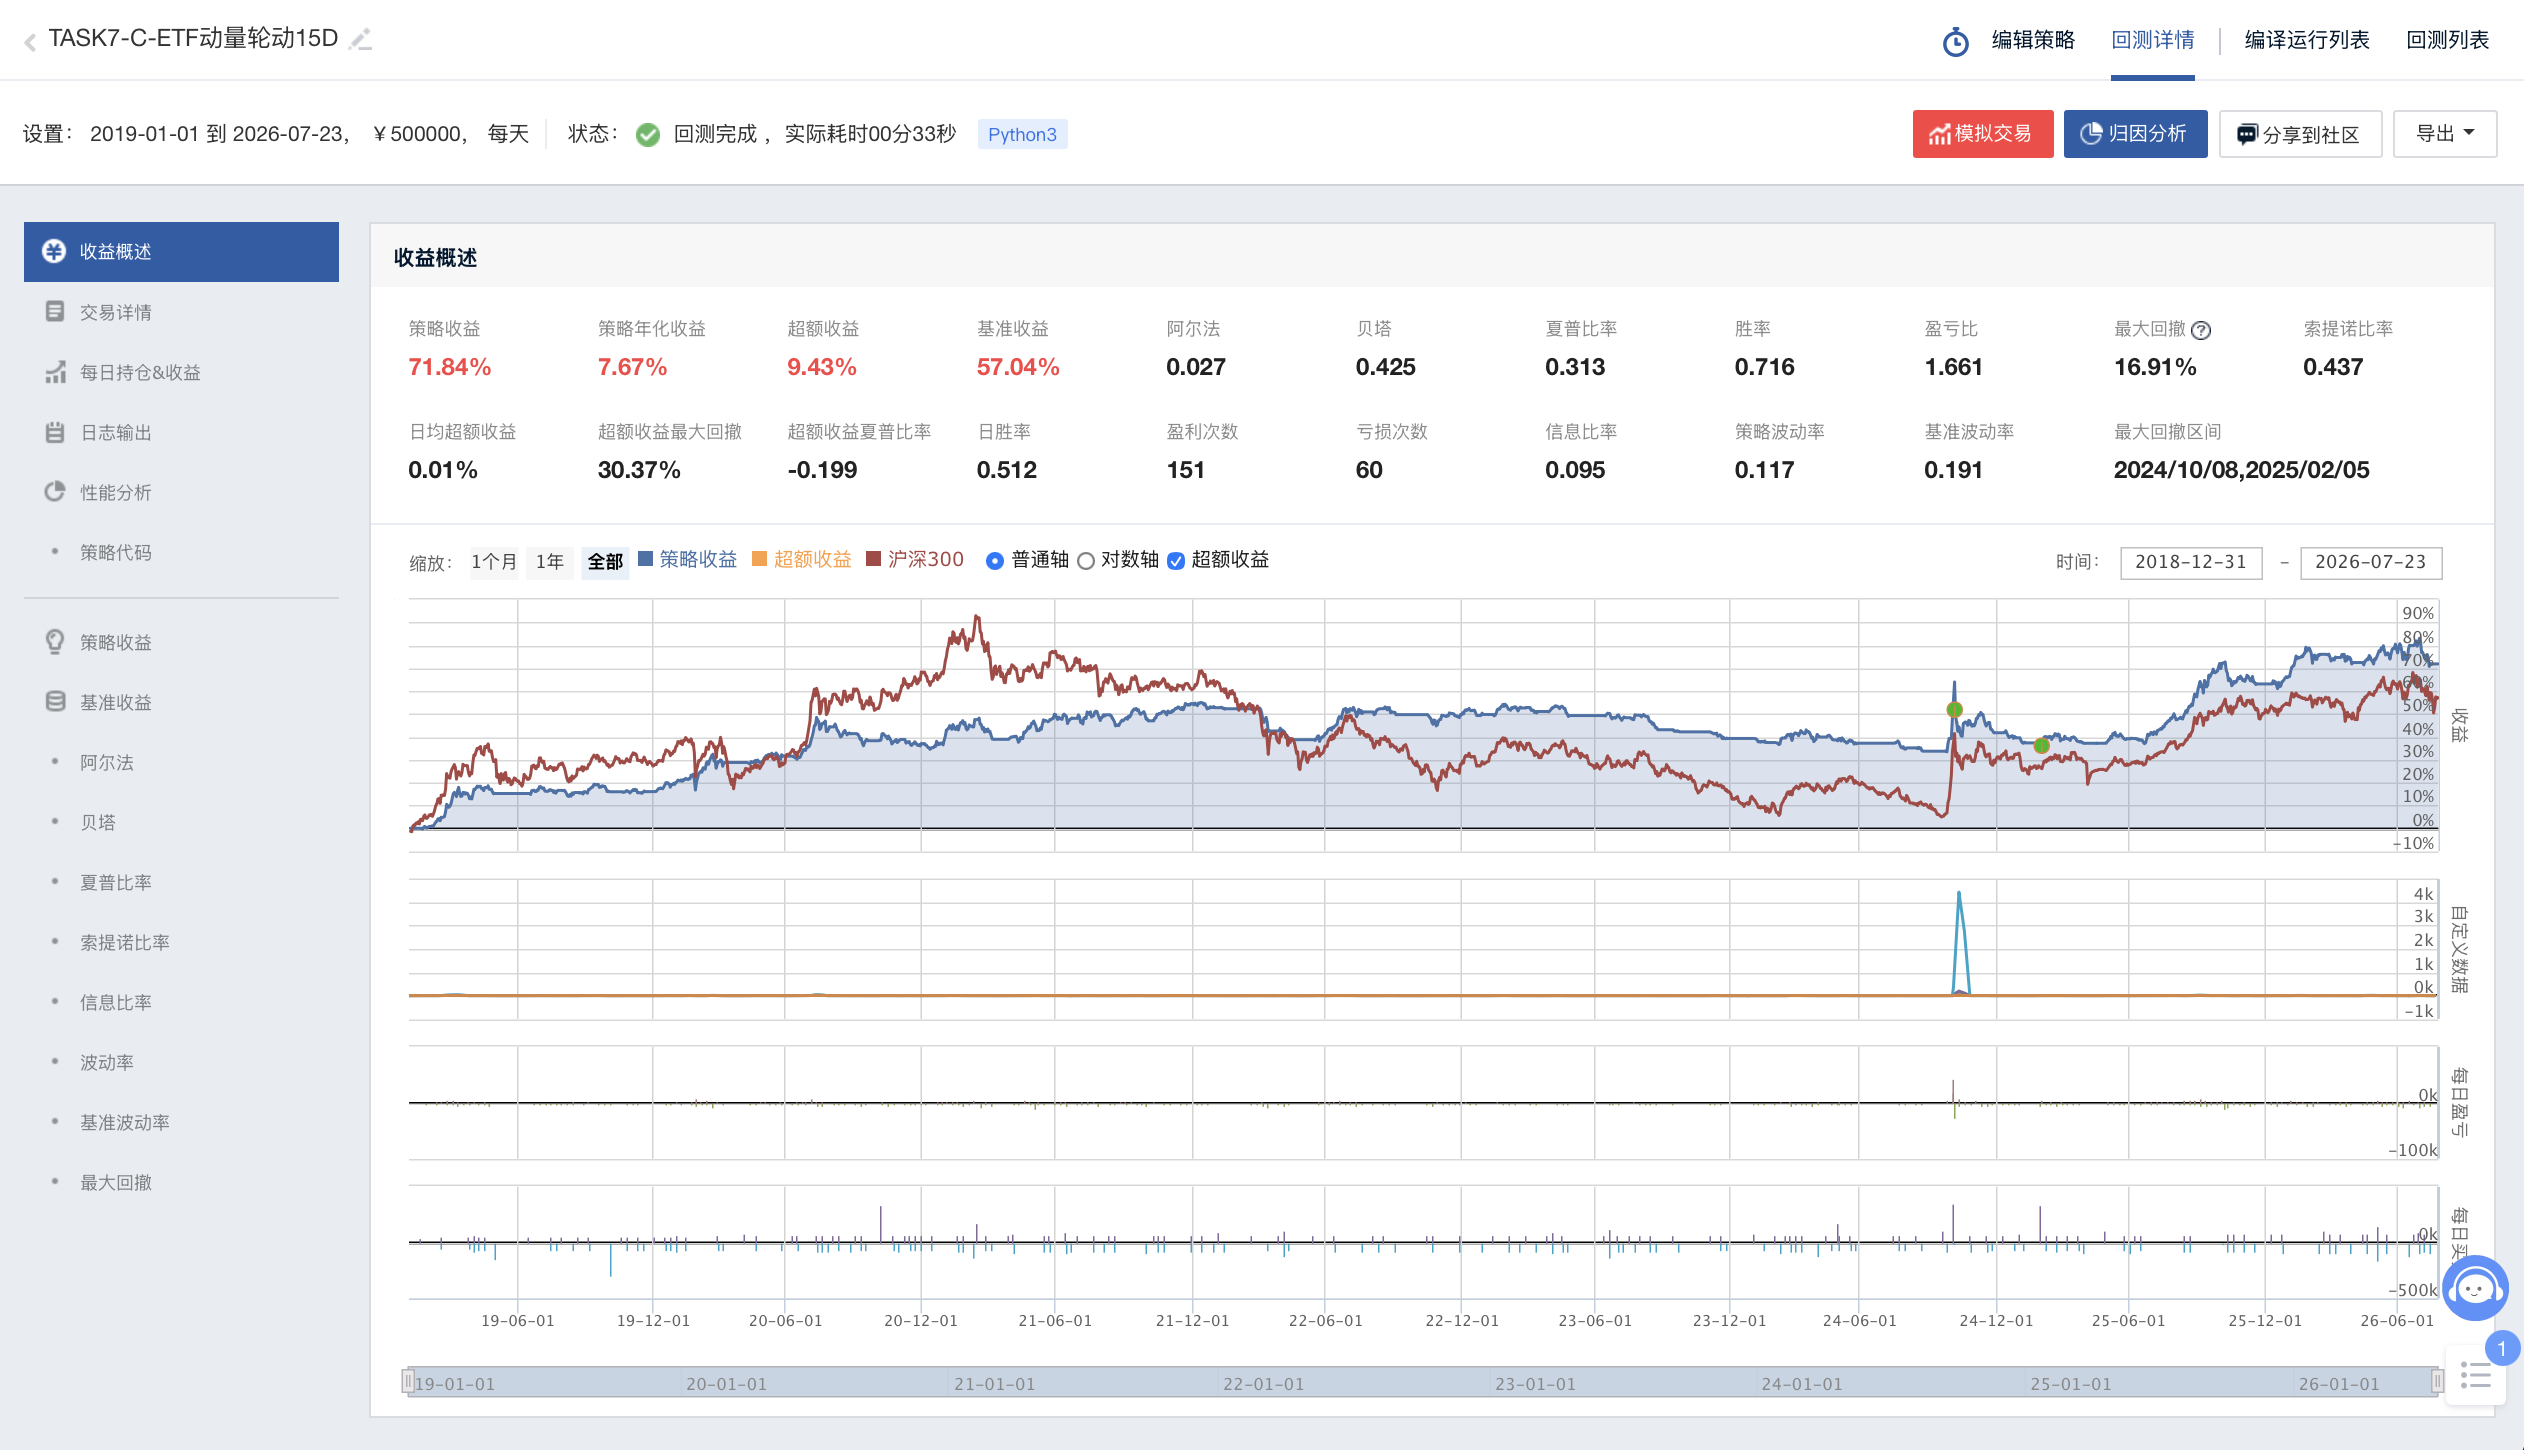 TASK7-C-ETF动量轮动15D
编辑策略
回测详情
编译运行列表
回测列表
设置： 2019-01-01 到 2026-07-23， ￥500000， 每天
状态： 回测完成 ， 实际耗时00分33秒
Python3
模拟交易
归因分析
分享到社区
导出
收益概述
交易详情
每日持仓&收益
日志输出
性能分析
策略代码
策略收益
基准收益
阿尔法
贝塔
夏普比率
索提诺比率
信息比率
波动率
基准波动率
最大回撤
收益概述
策略收益 策略年化收益 超额收益 基准收益 阿尔法 贝塔 夏普比率 胜率 盈亏比 最大回撤 索提诺比率
71.84% 7.67% 9.43% 57.04% 0.027 0.425 0.313 0.716 1.661 16.91% 0.437
日均超额收益 超额收益最大回撤 超额收益夏普比率 日胜率 盈利次数 亏损次数 信息比率 策略波动率 基准波动率 最大回撤区间
0.01% 30.37% -0.199 0.512 151 60 0.095 0.117 0.191 2024/10/08,2025/02/05
缩放： 1个月 1年 全部 策略收益 超额收益 沪深300 普通轴 对数轴 超额收益
时间： 2018-12-31 - 2026-07-23
90%
80%
70%
60%
50%
40%
30%
20%
10%
0%
-10%
收益
4k
3k
2k
1k
0k
-1k
自定义数据
0k
-100k
每日盈亏
0k
-500k
每日买
19-06-01 19-12-01 20-06-01 20-12-01 21-06-01 21-12-01 22-06-01 22-12-01 23-06-01 23-12-01 24-06-01 24-12-01 25-06-01 25-12-01 26-06-01
19-01-01 20-01-01 21-01-01 22-01-01 23-01-01 24-01-01 25-01-01 26-01-01
1